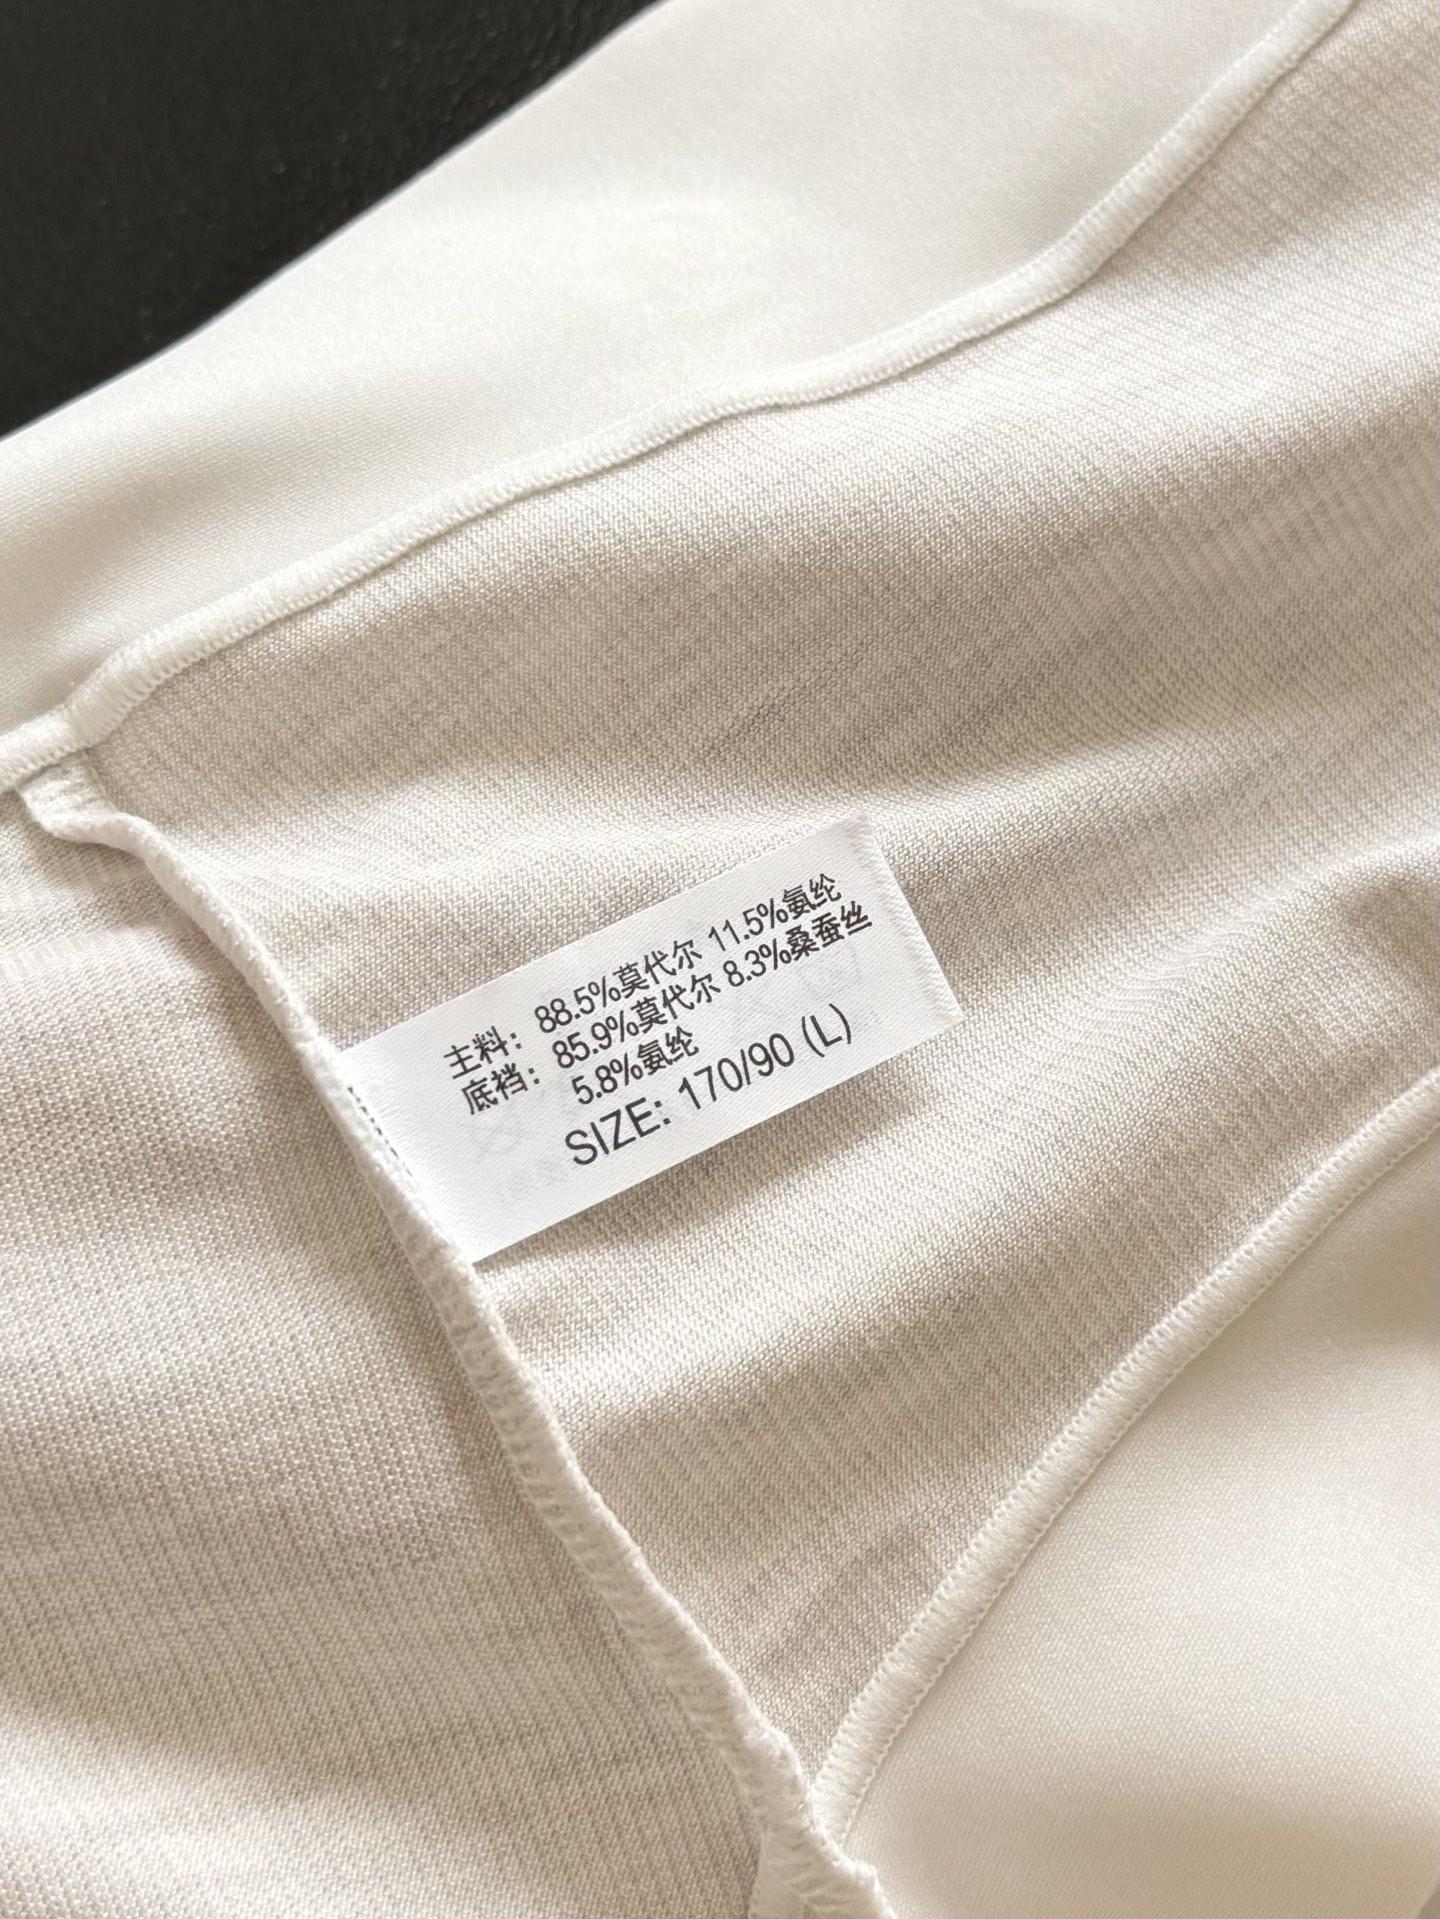 主料: 88.5%莫代尔 11.5%氨纶
底裆: 85.9%莫代尔 8.3%桑蚕丝
5.8%氨纶
SIZE: 170/90 (L)